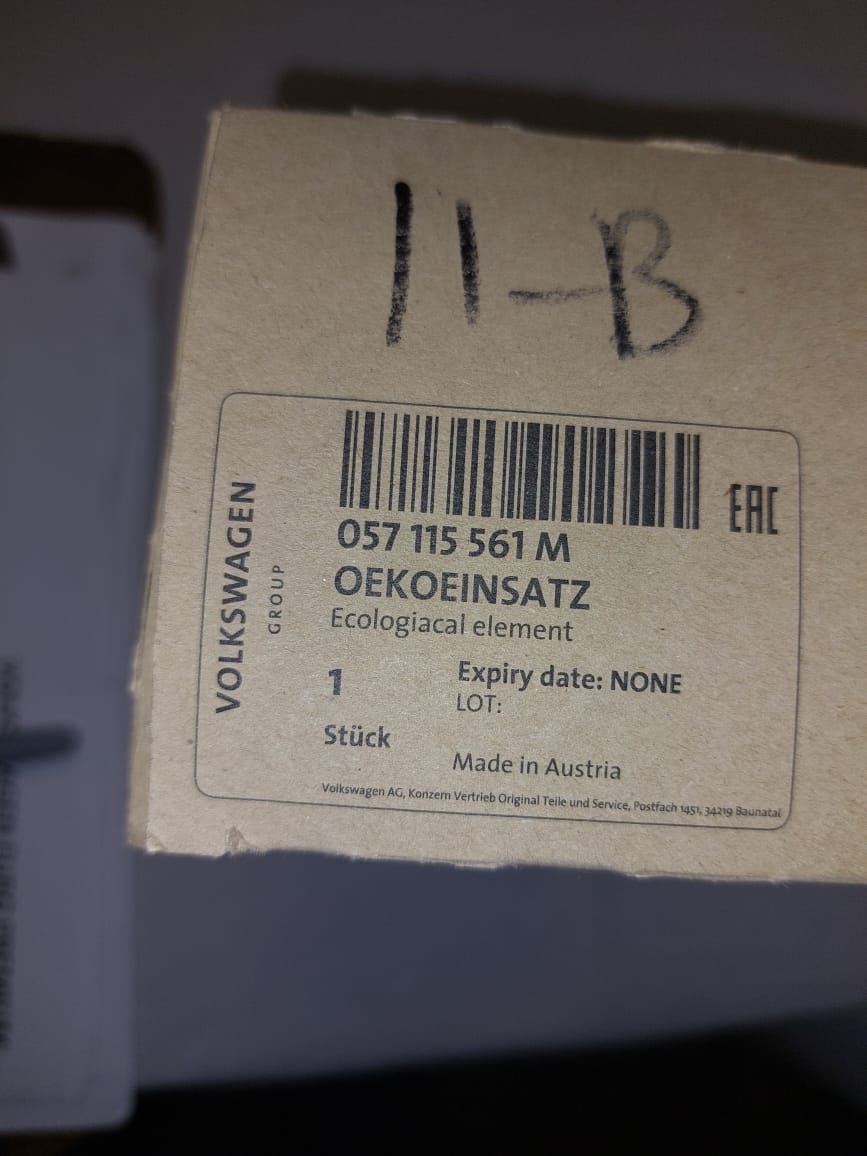 11-B
VOLKSWAGEN
GROUP
EAC
057 115 561 M
OEKOEINSATZ
Ecologiacal element
1
Stück
Expiry date: NONE
LOT:
Made in Austria
Volkswagen AG, Konzern Vertrieb Original Teile und Service, Postfach 1451, 34219 Baunatal